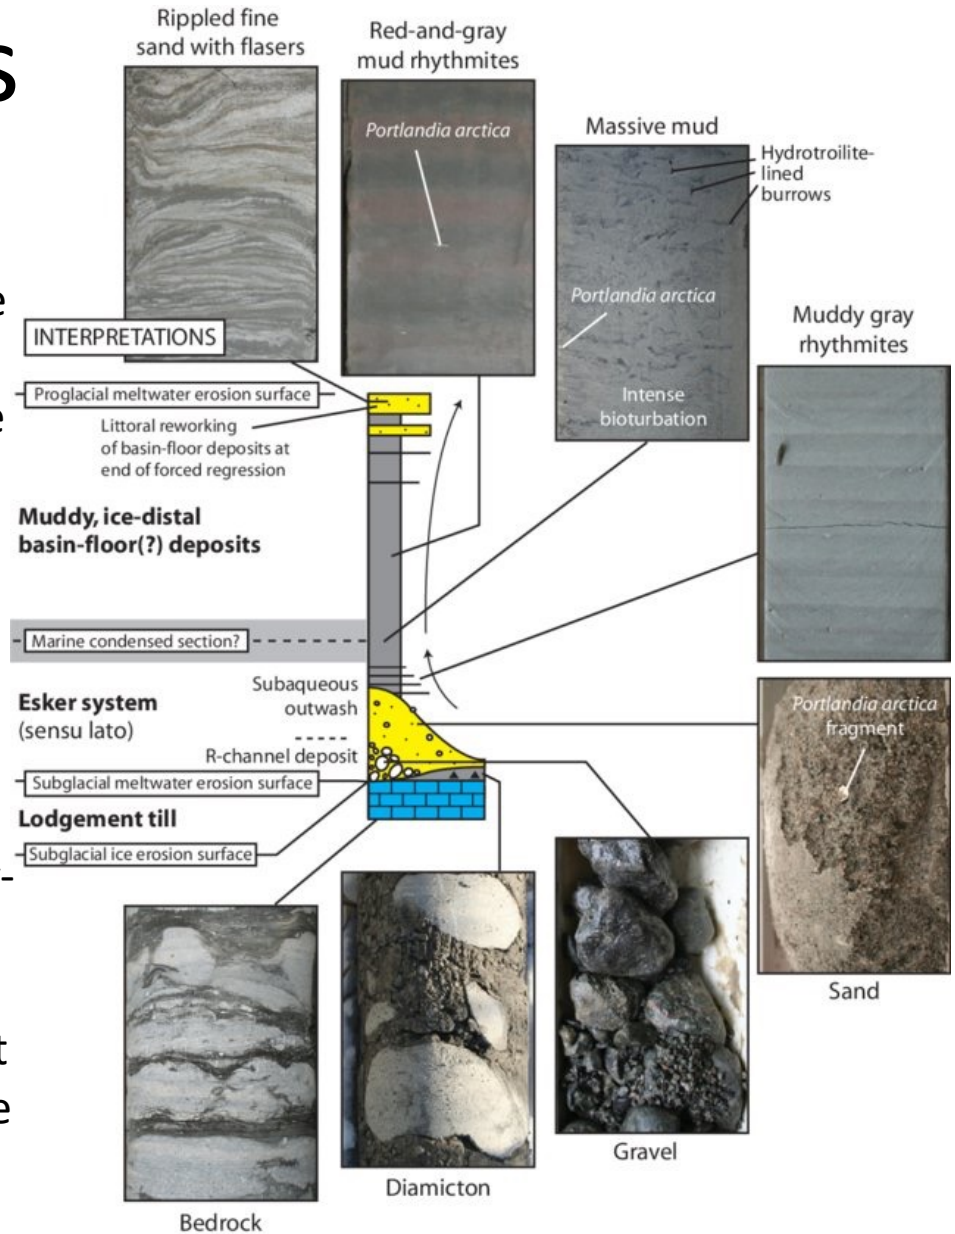 s
Rippled fine
sand with flasers
Red-and-gray
mud rhythmites
Portlandia arctica
Massive mud
Hydrotroilite-
lined
burrows
Portlandia arctica
Intense
bioturbation
Muddy gray
rhythmites
e
INTERPRETATIONS
Proglacial meltwater erosion surface
e
Littoral reworking
of basin-floor deposits at
end of forced regression
Muddy, ice-distal
basin-floor(?) deposits
Marine condensed section?
Subaqueous
outwash
Esker system
(sensu lato)
R-channel deposit
Subglacial meltwater erosion surface
Lodgement till
Subglacial ice erosion surface
-
Portlandia arctica
fragment
Sand
t
e
Gravel
Diamicton
Bedrock